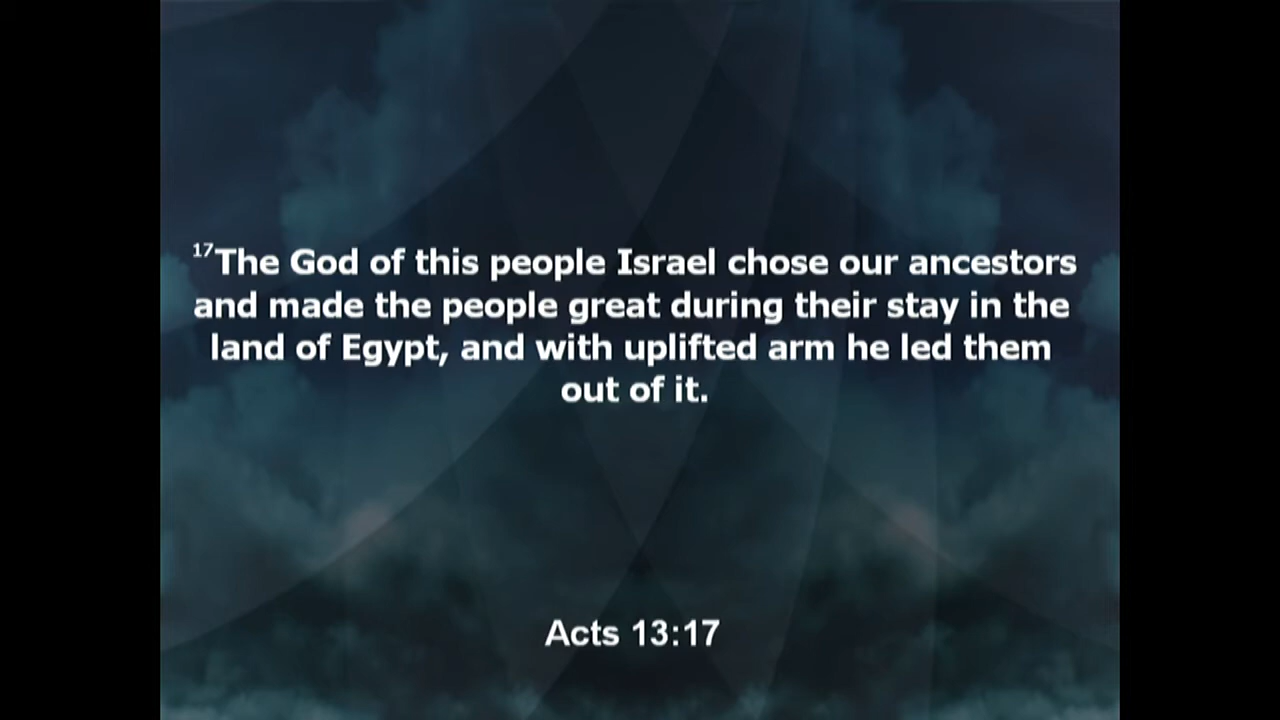 17The God of this people Israel chose our ancestors
and made the people great during their stay in the
land of Egypt, and with uplifted arm he led them
out of it.
Acts 13:17